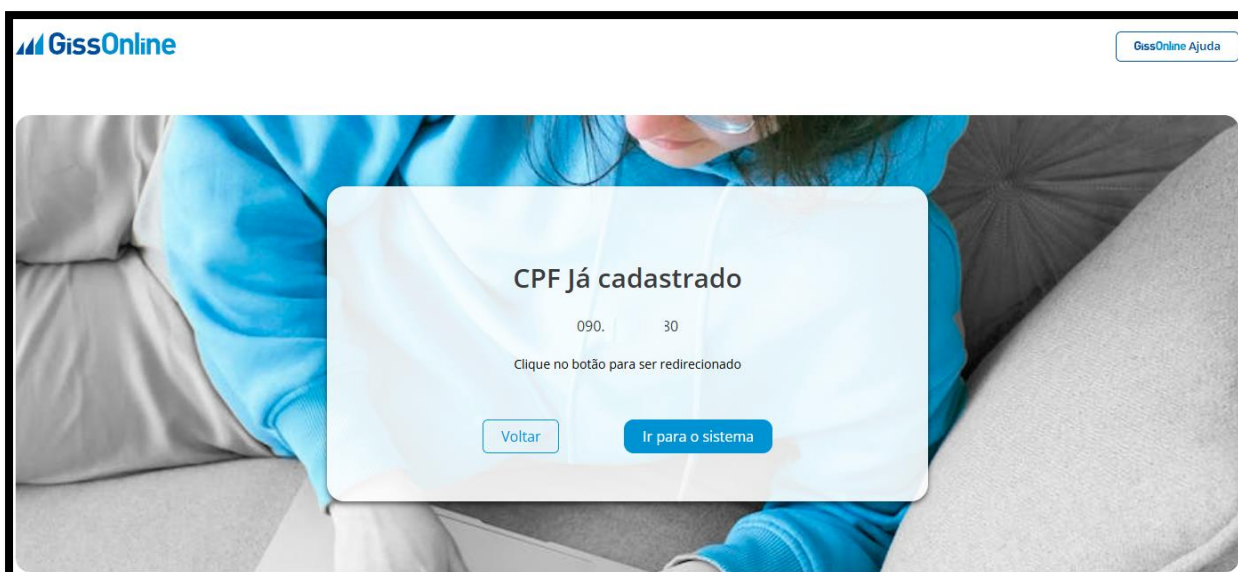 GissOnline
GissOnline Ajuda
CPF Já cadastrado
090. 30
Clique no botão para ser redirecionado
Voltar
Ir para o sistema